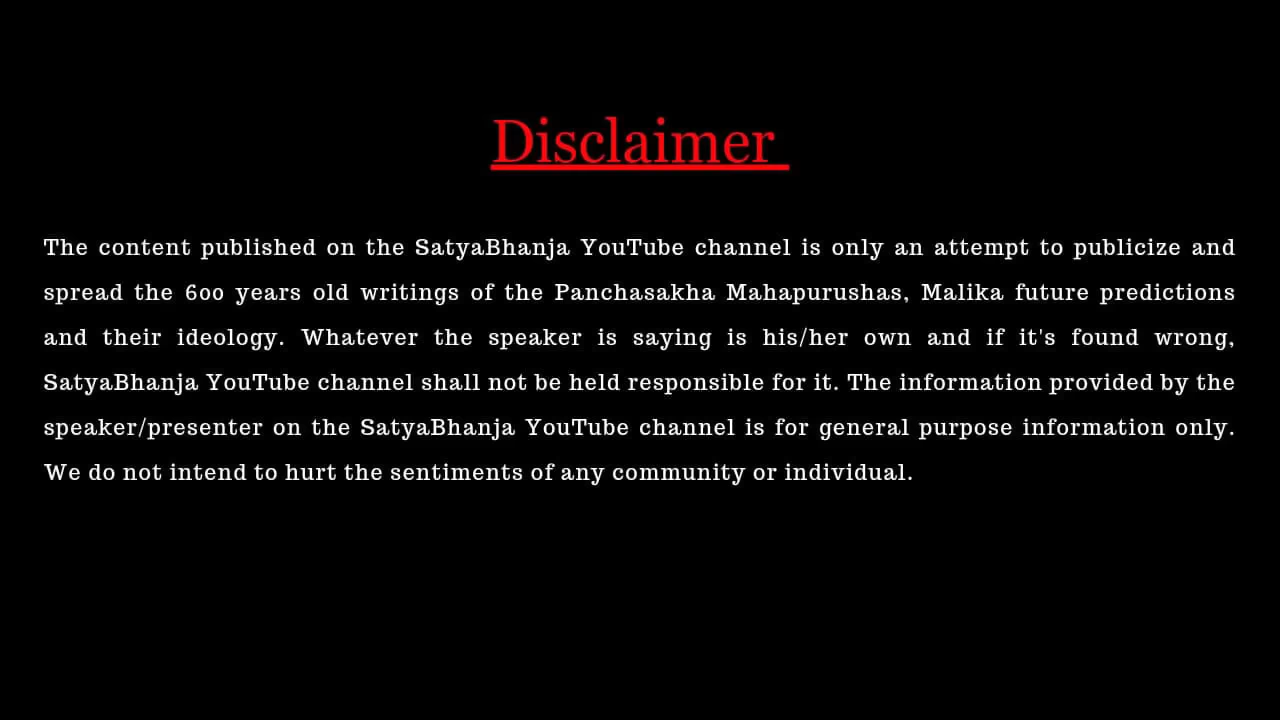 Disclaimer
The content published on the SatyaBhanja YouTube channel is only an attempt to publicize and
spread the 600 years old writings of the Panchasakha Mahapurushas, Malika future predictions
and their ideology. Whatever the speaker is saying is his/her own and if it's found wrong,
SatyaBhanja YouTube channel shall not be held responsible for it. The information provided by the
speaker/presenter on the SatyaBhanja YouTube channel is for general purpose information only.
We do not intend to hurt the sentiments of any community or individual.